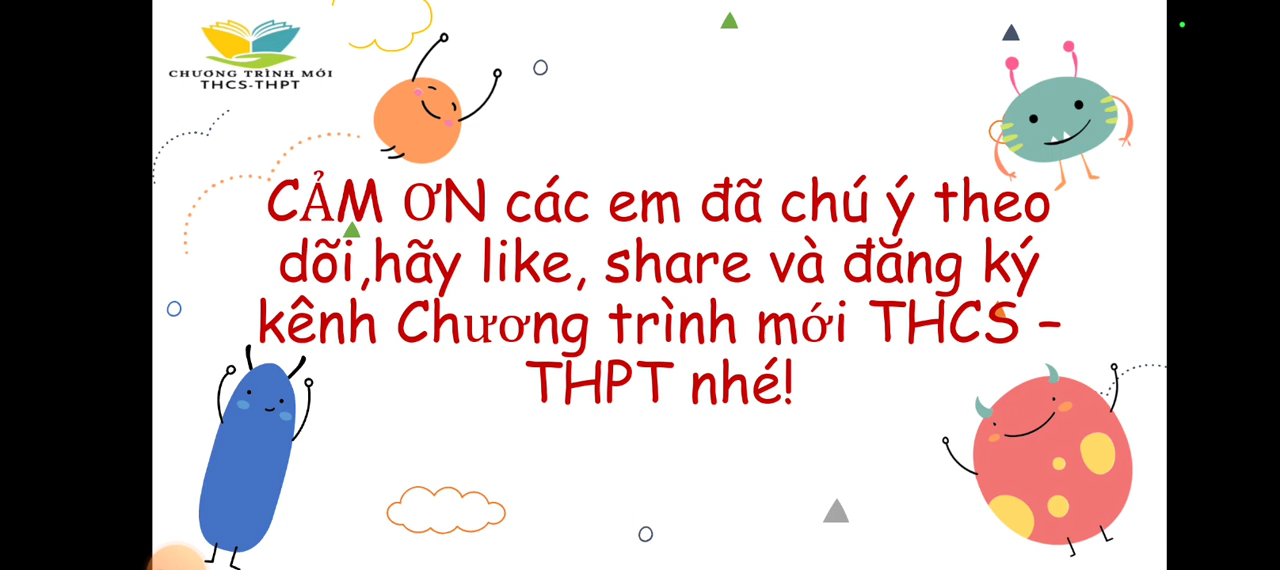 CHƯƠNG TRÌNH MỚI
THCS-THPT
CẢM ƠN các em đã chú ý theo
dõi,hãy like, share và đăng ký
kênh Chương trình mới THCS –
THPT nhé!